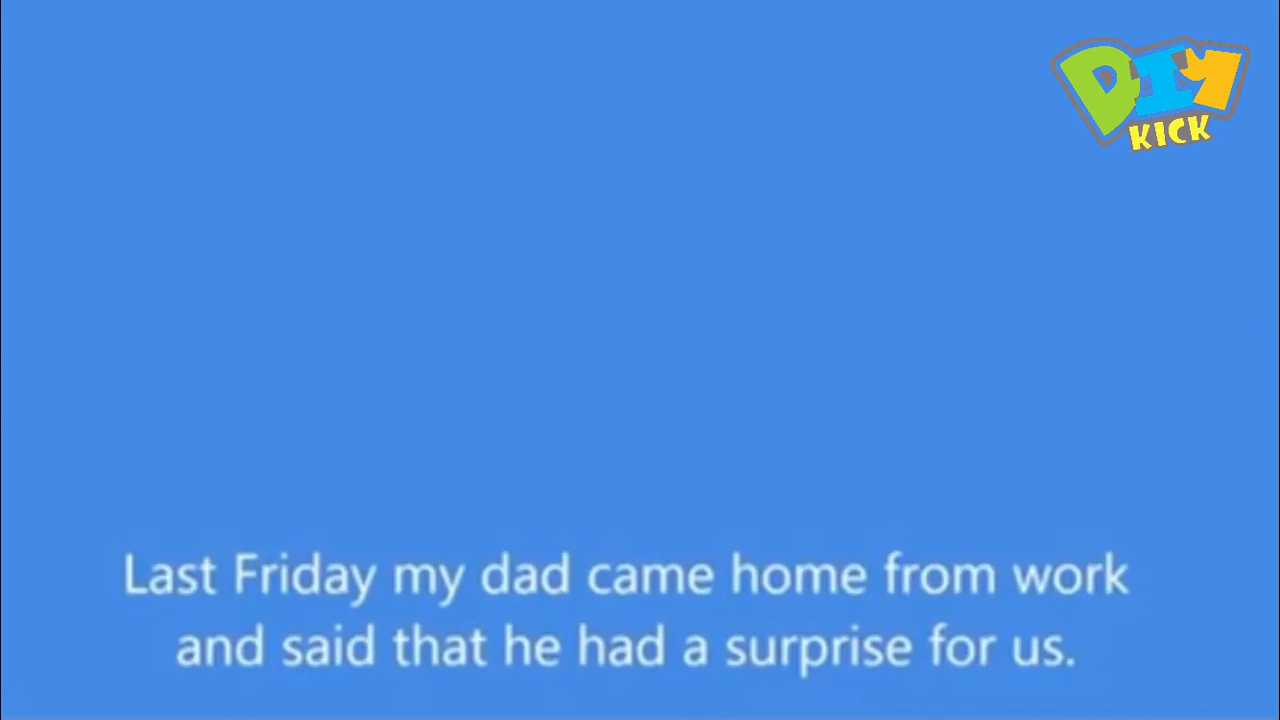 DIY
KICK
Last Friday my dad came home from work
and said that he had a surprise for us.